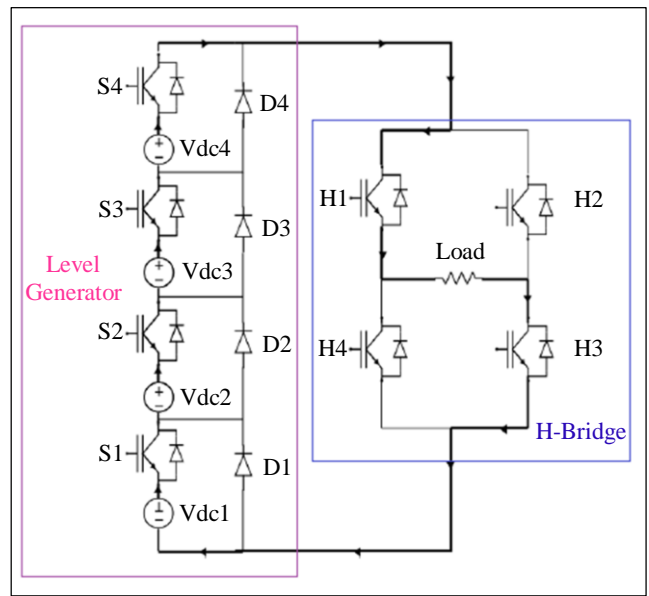 S4
D4
Vdc4
S3
D3
H1
H2
Level
Generator
Vdc3
Load
S2
D2
H4
H3
Vdc2
S1
D1
H-Bridge
Vdc1